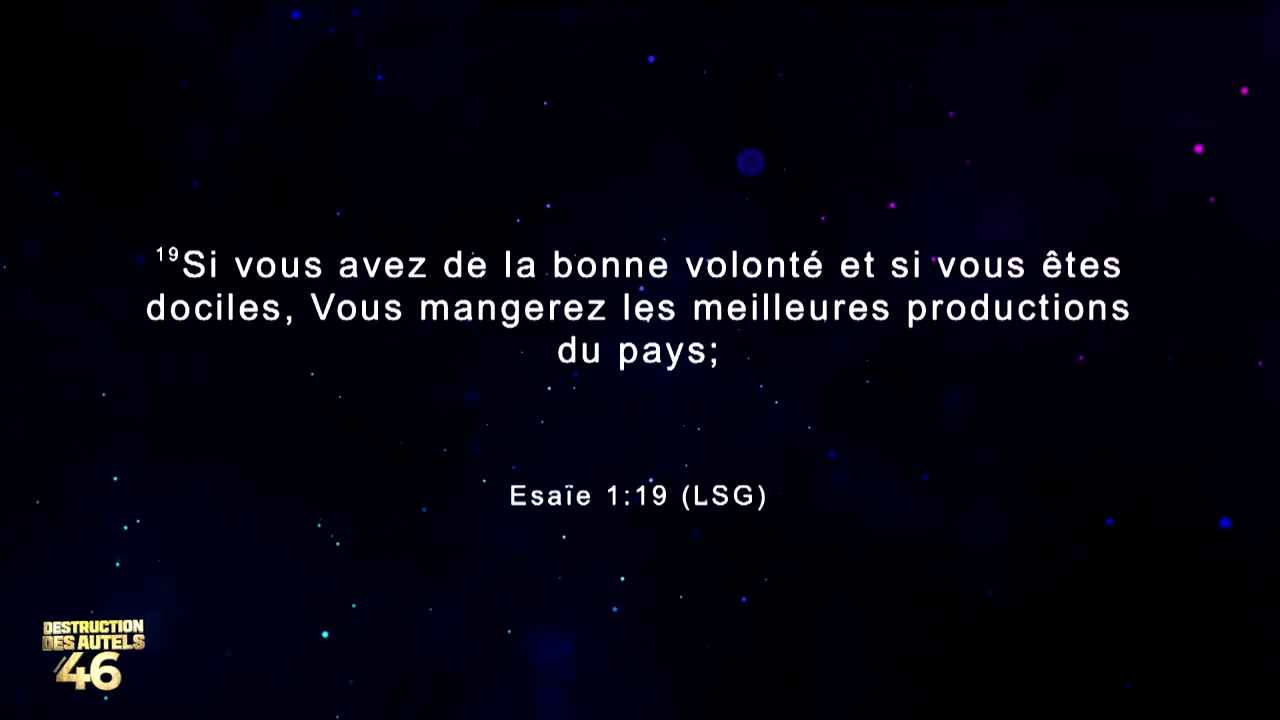 ¹⁹Si vous avez de la bonne volonté et si vous êtes
dociles, Vous mangerez les meilleures productions
du pays;
Esaïe 1:19 (LSG)
DESTRUCTION
DES AUTELS
46